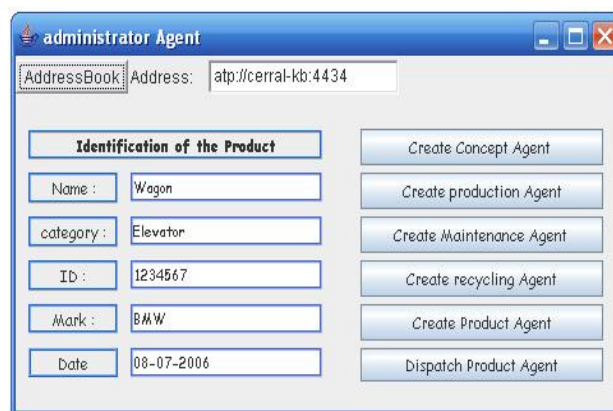 administrator Agent
AddressBook Address: atp://cerral-kb:4434
Identification of the Product
Name : Wagon
category : Elevator
ID : 1234567
Mark : BMW
Date 08-07-2006
Create Concept Agent
Create production Agent
Create Maintenance Agent
Create recycling Agent
Create Product Agent
Dispatch Product Agent